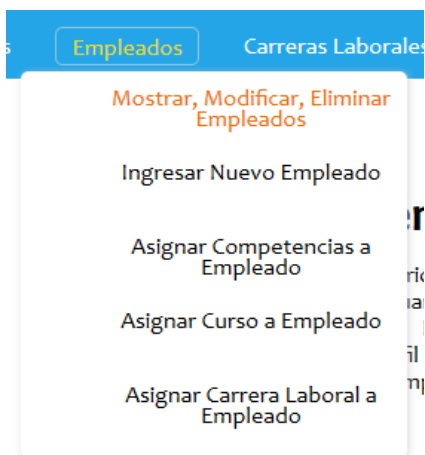 s Empleados Carreras Laborales
Mostrar, Modificar, Eliminar
Empleados
Ingresar Nuevo Empleado
Asignar Competencias a
Empleado
Asignar Curso a Empleado
Asignar Carrera Laboral a
Empleado